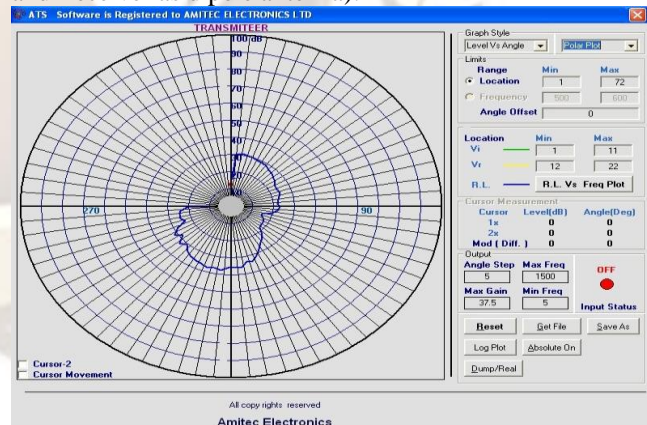 and receiver as dipole antenna).
ATS Software is Registered to AMITEC ELECTRONICS LTD
TRANSMITEER
100 dB
90
80
70
60
50
40
30
20
10
270
90
Cursor-2
Cursor Movement
Graph Style
Level Vs Angle
Polar Plot
Limits
Range Min Max
Location 1 72
Frequency 500 600
Angle Offset 0
Location Min Max
Vi 1 11
Vr 12 22
R.L. R.L. Vs Freq Plot
Cursor Measurement
Cursor Level(dB) Angle(Deg)
1x 0 0
2x 0 0
Mod ( Diff. ) 0 0
Output
Angle Step Max Freq
5 1500
OFF
Max Gain Min Freq
37.5 5
Input Status
Reset Get File Save As
Log Plot Absolute On
Dump/Real
All copy rights reserved
Amitec Electronics